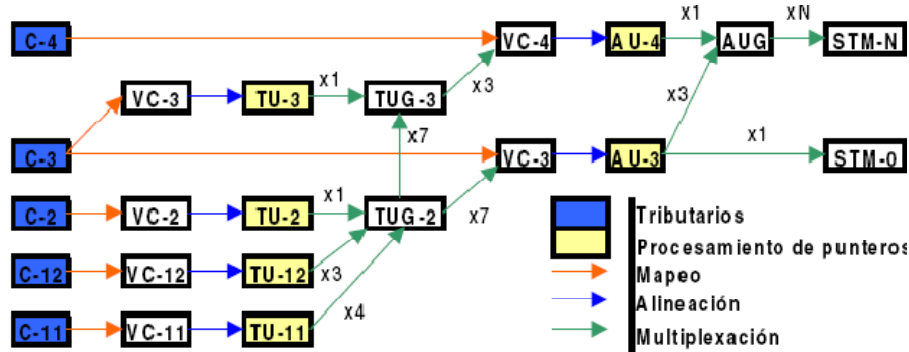 x1 xN
C-4 VC-4 AU-4 AUG STM-N
x1 x3
VC-3 TU-3 TUG-3 x3
x7 x1
C-3 VC-3 AU-3 STM-0
x1
C-2 VC-2 TU-2 TUG-2 x7
Tributarios
C-12 VC-12 TU-12 x3
Procesamiento de punteros
Mapeo
x4 Alineación
C-11 VC-11 TU-11
Multiplexación